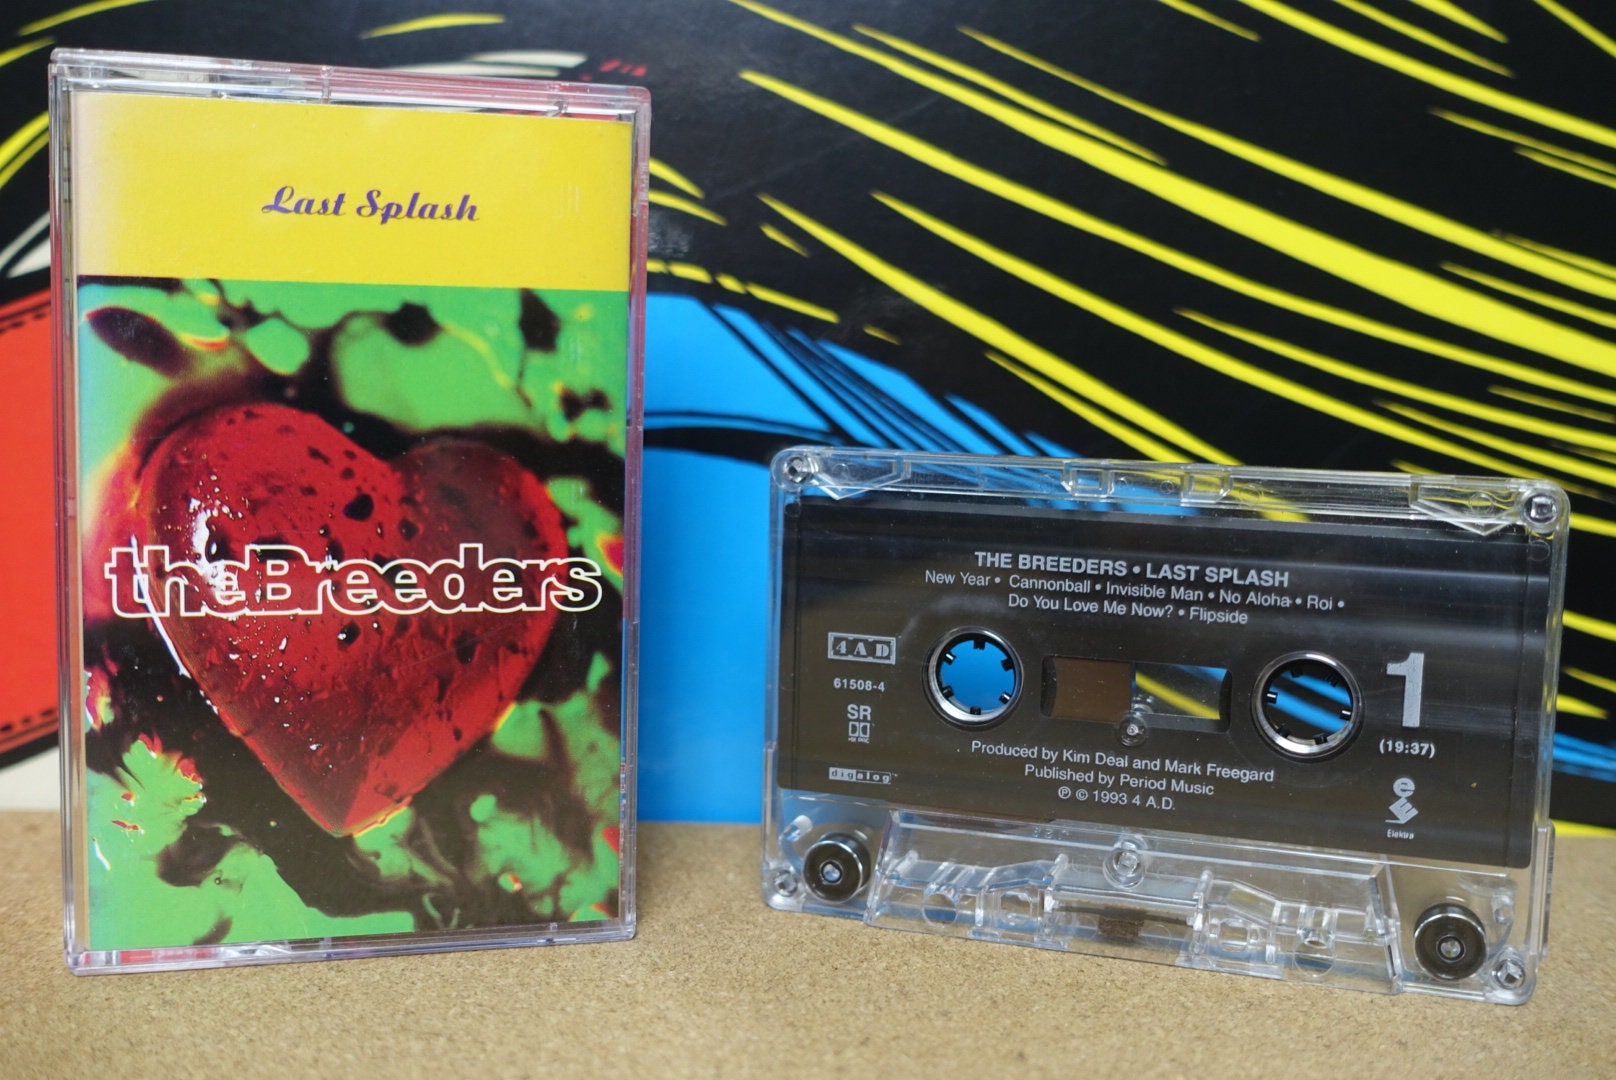 Last Splash
theBreeders
THE BREEDERS • LAST SPLASH
New Year • Cannonball • Invisible Man • No Aloha • Roi •
Do You Love Me Now? • Flipside
4AD
61508-4
SR
digalog™
1
(19:37)
Produced by Kim Deal and Mark Freegard
Published by Period Music
℗ © 1993 4 A.D.
Elektra